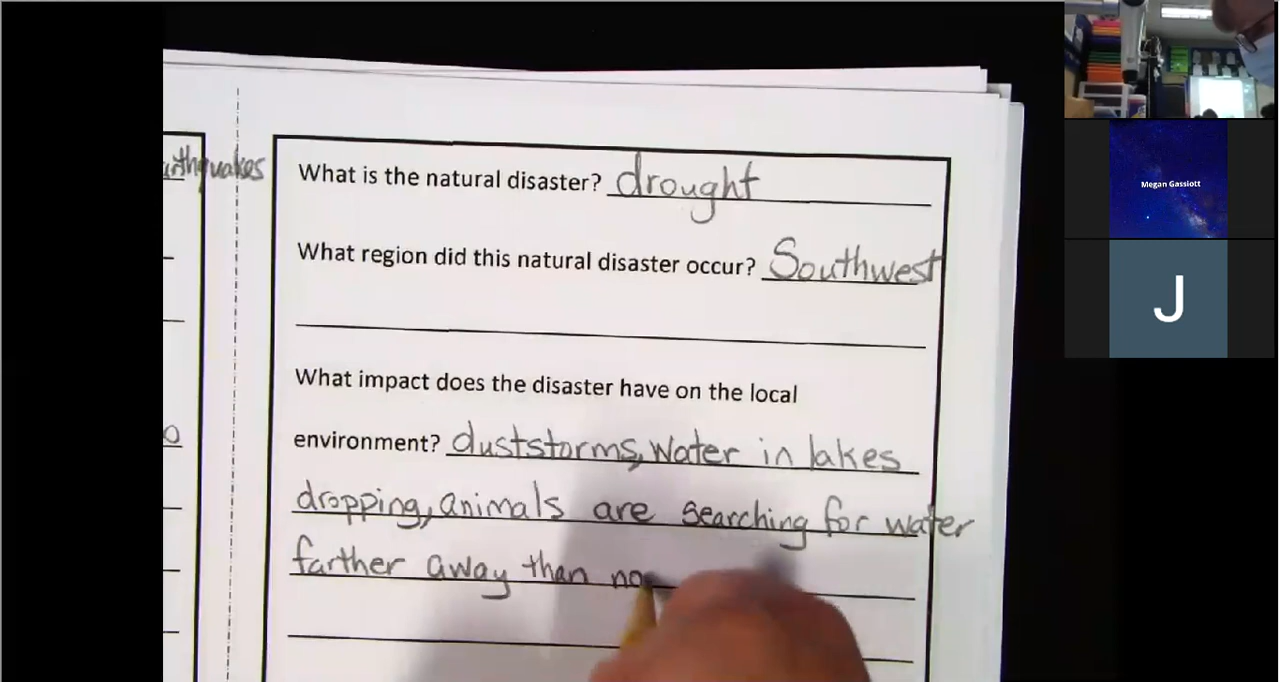 What is the natural disaster? drought
What region did this natural disaster occur? Southwest
What impact does the disaster have on the local
environment? duststorms, Water in lakes
dropping, animals are searching for water
farther away than no
Megan Gassiott
J